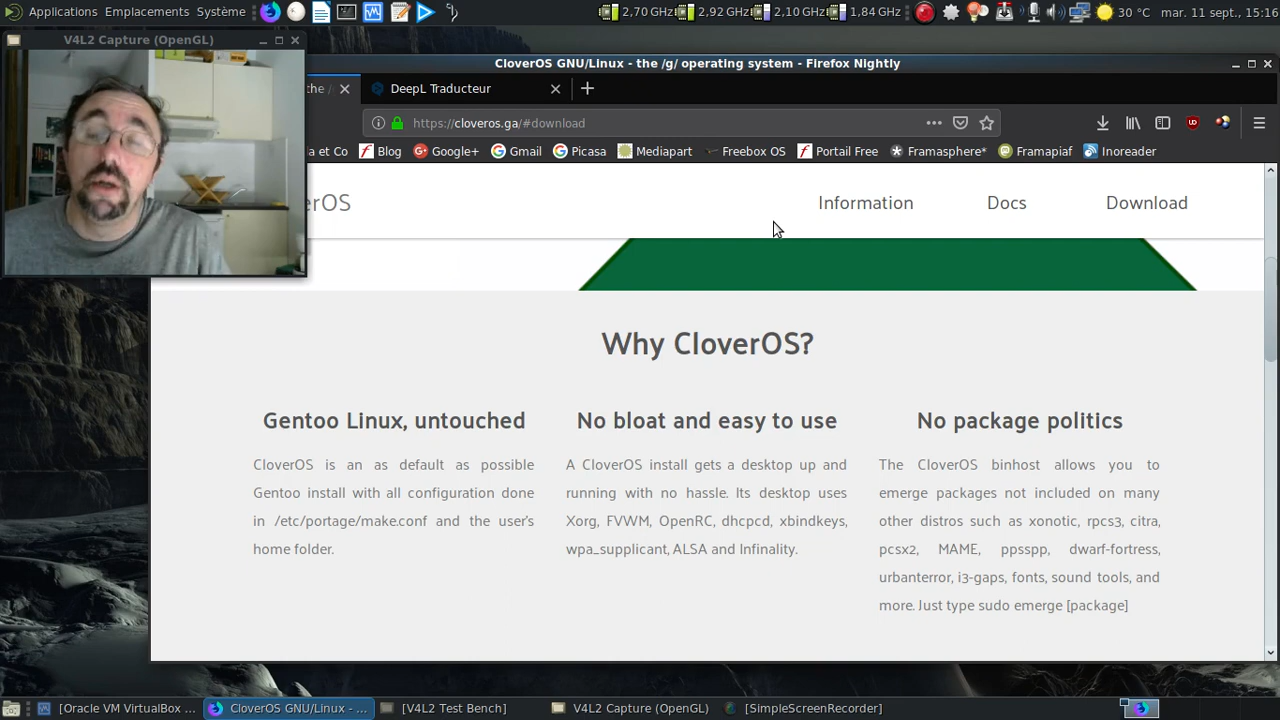 Applications Emplacements Système 2,70 GHz 2,92 GHz 2,10 GHz 1,84 GHz 30 °C mar. 11 sept., 15:16
V4L2 Capture (OpenGL)
CloverOS GNU/Linux - the /g/ operating system - Firefox Nightly
the / DeepL Traducteur
https://cloveros.ga/#download
a et Co Blog Google+ Gmail Picasa Mediapart Freebox OS Portail Free Framasphere* Framapiaf Inoreader
erOS Information Docs Download
Why CloverOS?
Gentoo Linux, untouched
CloverOS is an as default as possible
Gentoo install with all configuration done
in /etc/portage/make.conf and the user's
home folder.
No bloat and easy to use
A CloverOS install gets a desktop up and
running with no hassle. Its desktop uses
Xorg, FVWM, OpenRC, dhcpcd, xbindkeys,
wpa_supplicant, ALSA and Infinality.
No package politics
The CloverOS binhost allows you to
emerge packages not included on many
other distros such as xonotic, rpcs3, citra,
pcsx2, MAME, ppsspp, dwarf-fortress,
urbanterror, i3-gaps, fonts, sound tools, and
more. Just type sudo emerge [package]
[Oracle VM VirtualBox ... CloverOS GNU/Linux - ... [V4L2 Test Bench] V4L2 Capture (OpenGL) [SimpleScreenRecorder]